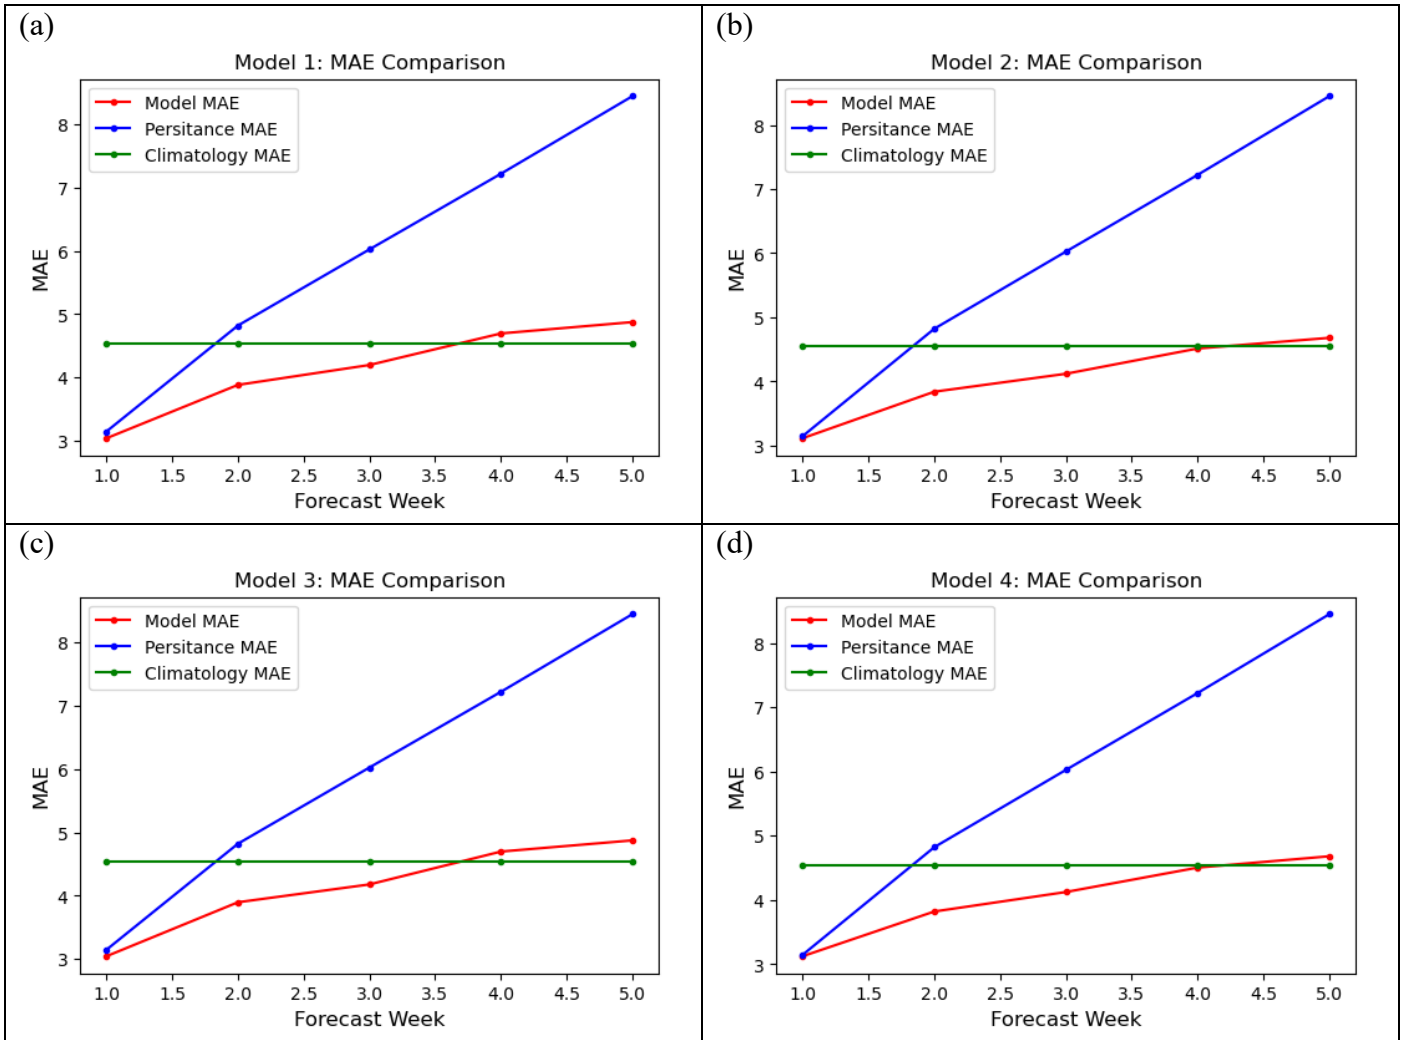 (a)
Model 1: MAE Comparison
Model MAE
Persitance MAE
Climatology MAE
8
7
6
5
4
3
MAE
1.0 1.5 2.0 2.5 3.0 3.5 4.0 4.5 5.0
Forecast Week
(b)
Model 2: MAE Comparison
Model MAE
Persitance MAE
Climatology MAE
8
7
6
5
4
3
MAE
1.0 1.5 2.0 2.5 3.0 3.5 4.0 4.5 5.0
Forecast Week
(c)
Model 3: MAE Comparison
Model MAE
Persitance MAE
Climatology MAE
8
7
6
5
4
3
MAE
1.0 1.5 2.0 2.5 3.0 3.5 4.0 4.5 5.0
Forecast Week
(d)
Model 4: MAE Comparison
Model MAE
Persitance MAE
Climatology MAE
8
7
6
5
4
3
MAE
1.0 1.5 2.0 2.5 3.0 3.5 4.0 4.5 5.0
Forecast Week